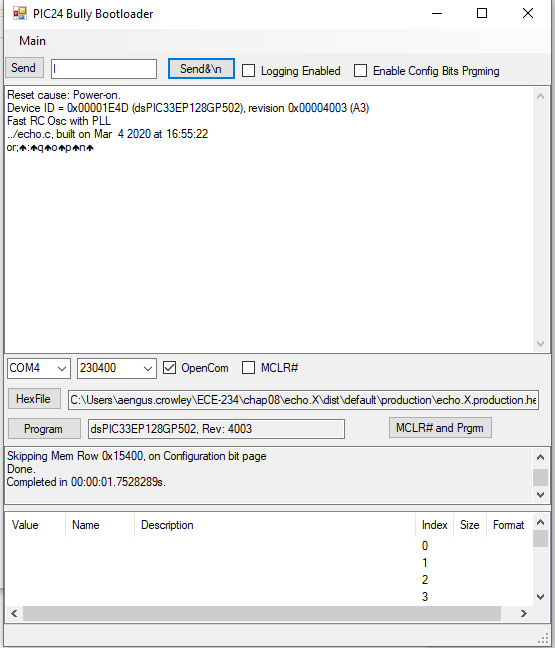 PIC24 Bully Bootloader
Main
Send Send&\n Logging Enabled Enable Config Bits Prgming
Reset cause: Power-on.
Device ID = 0x00001E4D (dsPIC33EP128GP502), revision 0x00004003 (A3)
Fast RC Osc with PLL
../echo.c, built on Mar 4 2020 at 16:55:22
or;♠:♠q♠o♠p♠n♠
COM4 230400 OpenCom MCLR#
HexFile C:\Users\aengus.crowley\ECE-234\chap08\echo.X\dist\default\production\echo.X.production.he
Program dsPIC33EP128GP502, Rev: 4003 MCLR# and Prgm
Skipping Mem Row 0x15400, on Configuration bit page
Done.
Completed in 00:00:01.7528289s.
Value Name Description Index Size Format
0
1
2
3